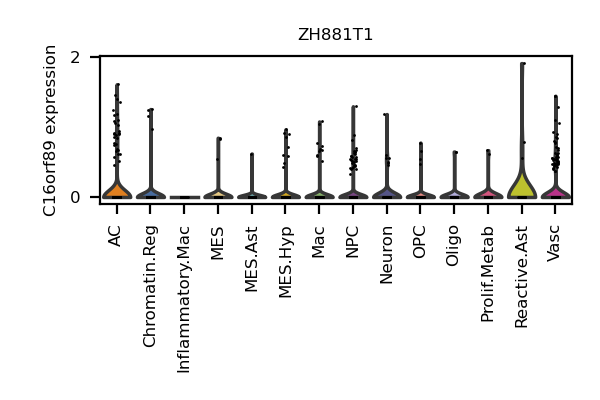 ZH881T1
C16orf89 expression
2
0
AC
Chromatin.Reg
Inflammatory.Mac
MES
MES.Ast
MES.Hyp
Mac
NPC
Neuron
OPC
Oligo
Prolif.Metab
Reactive.Ast
Vasc